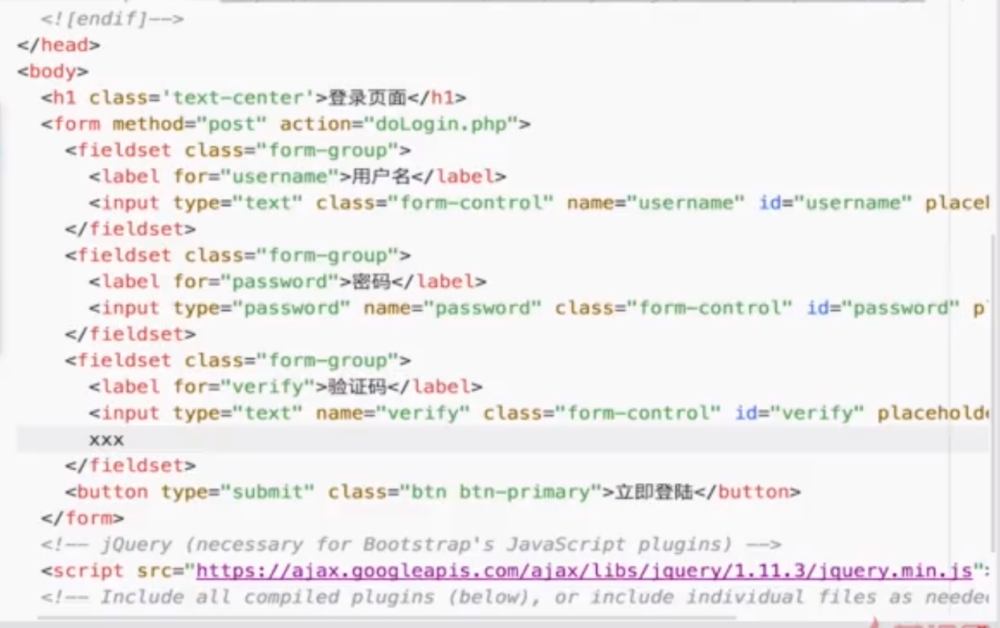 <![endif]-->
</head>
<body>
<h1 class='text-center'>登录页面</h1>
<form method="post" action="doLogin.php">
<fieldset class="form-group">
<label for="username">用户名</label>
<input type="text" class="form-control" name="username" id="username"
</fieldset>
<fieldset class="form-group">
<label for="password">密码</label>
<input type="password" name="password" class="form-control" id="password"
</fieldset>
<fieldset class="form-group">
<label for="verify">验证码</label>
<input type="text" name="verify" class="form-control" id="verify"
xxx
</fieldset>
<button type="submit" class="btn btn-primary">立即登陆</button>
</form>
<!-- jQuery (necessary for Bootstrap's JavaScript plugins) -->
<script src="https://ajax.googleapis.com/ajax/libs/jquery/1.11.3/jquery.min.js"
<!-- Include all compiled plugins (below), or include individual files as